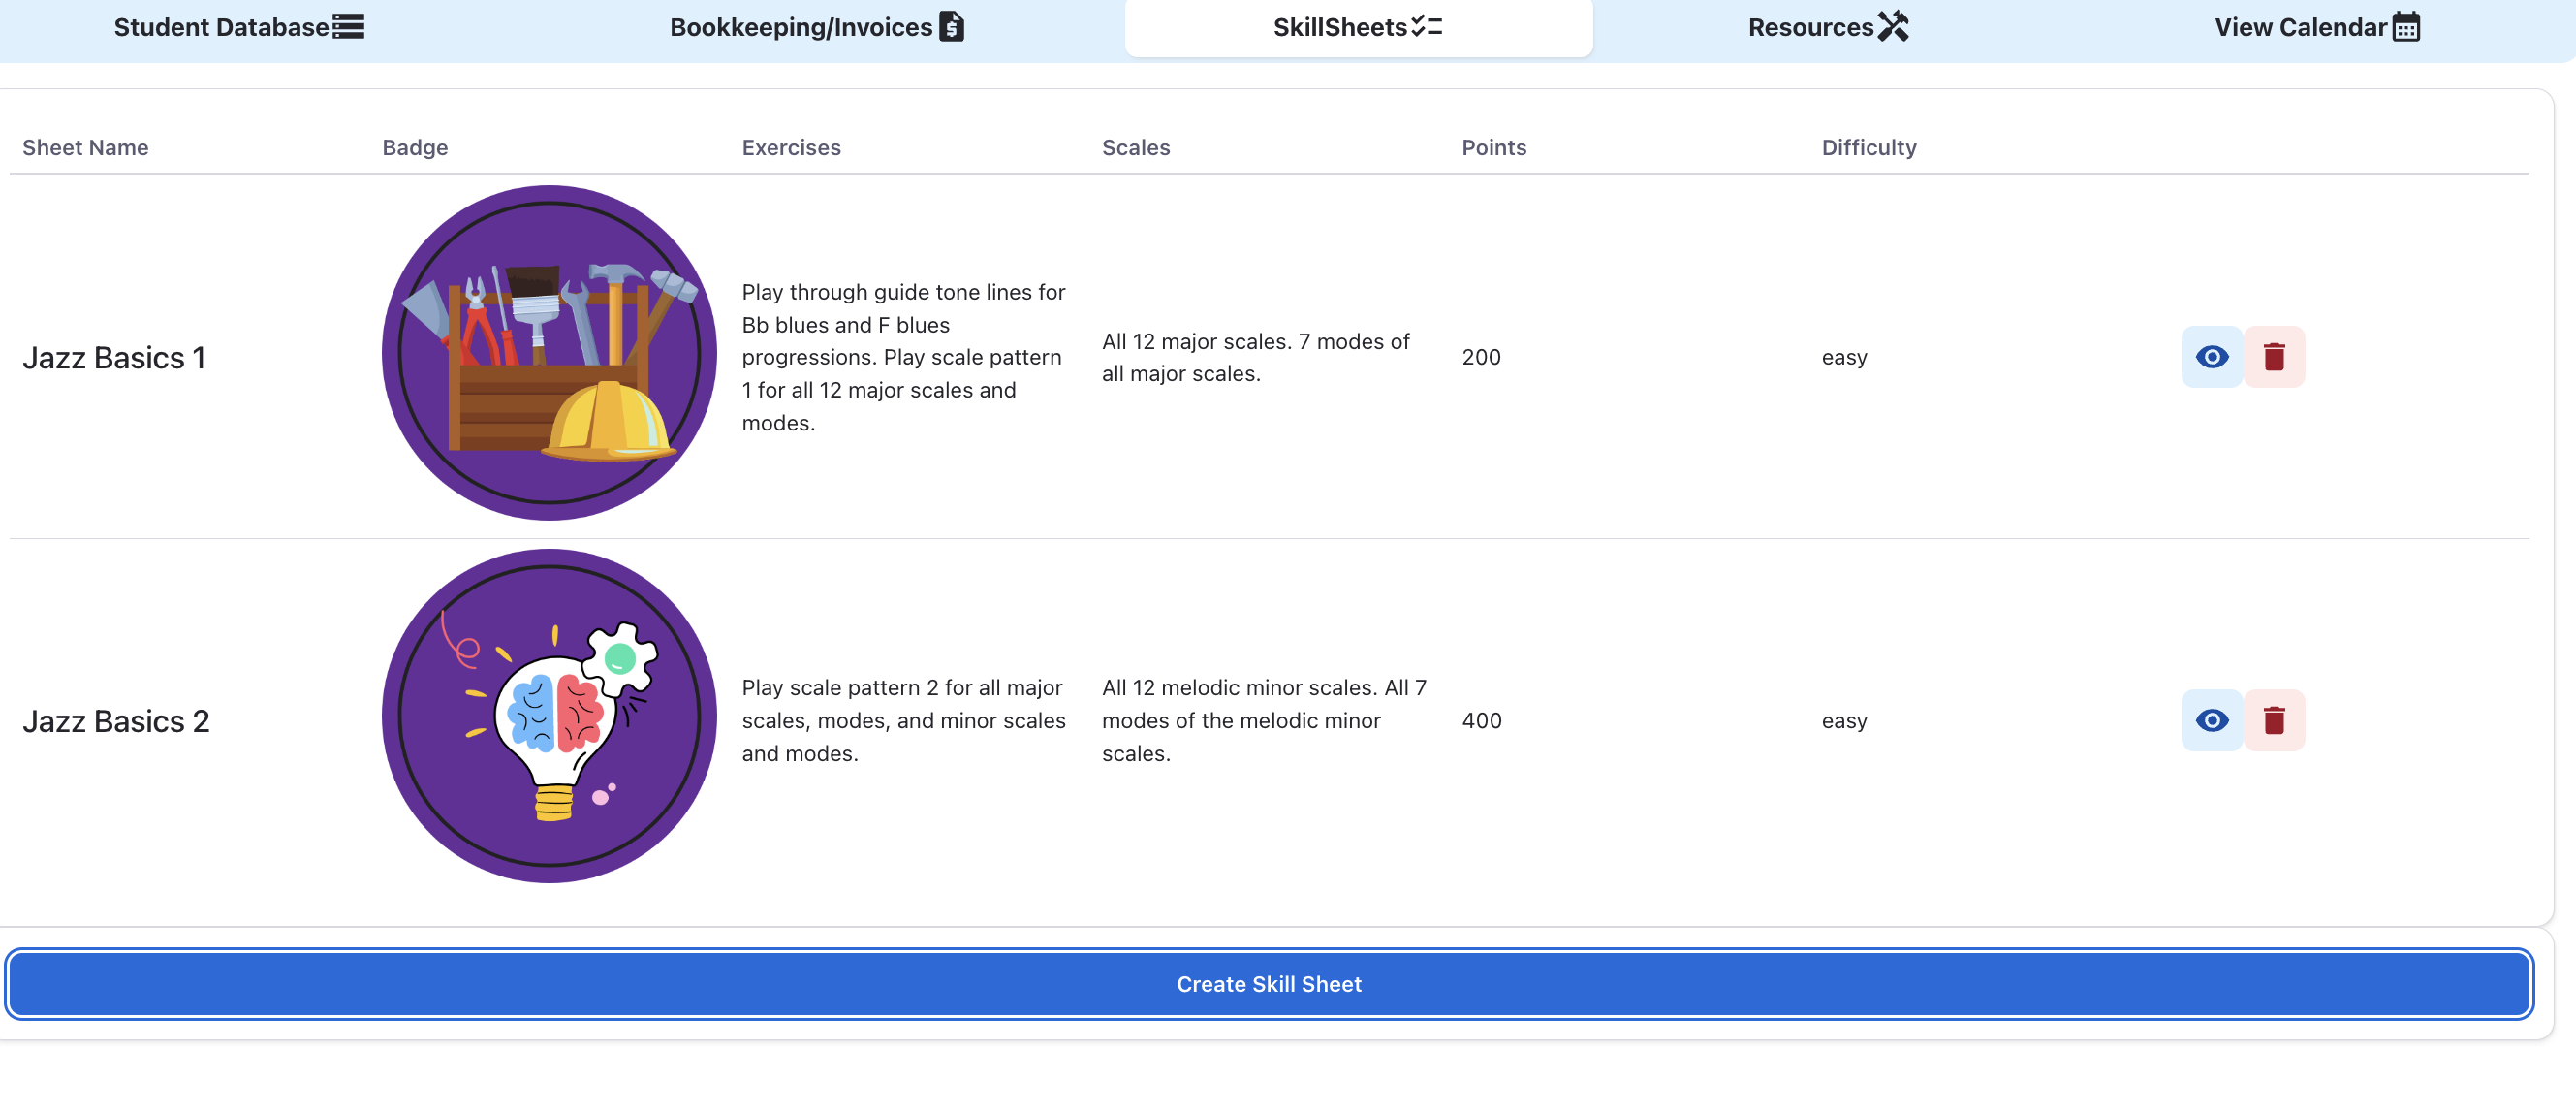 Student Database
Bookkeeping/Invoices
SkillSheets
Resources
View Calendar
Sheet Name
Badge
Exercises
Scales
Points
Difficulty
Jazz Basics 1
Play through guide tone lines for
Bb blues and F blues
progressions. Play scale pattern
1 for all 12 major scales and
modes.
All 12 major scales. 7 modes of
all major scales.
200
easy
Jazz Basics 2
Play scale pattern 2 for all major
scales, modes, and minor scales
and modes.
All 12 melodic minor scales. All 7
modes of the melodic minor
scales.
400
easy
Create Skill Sheet